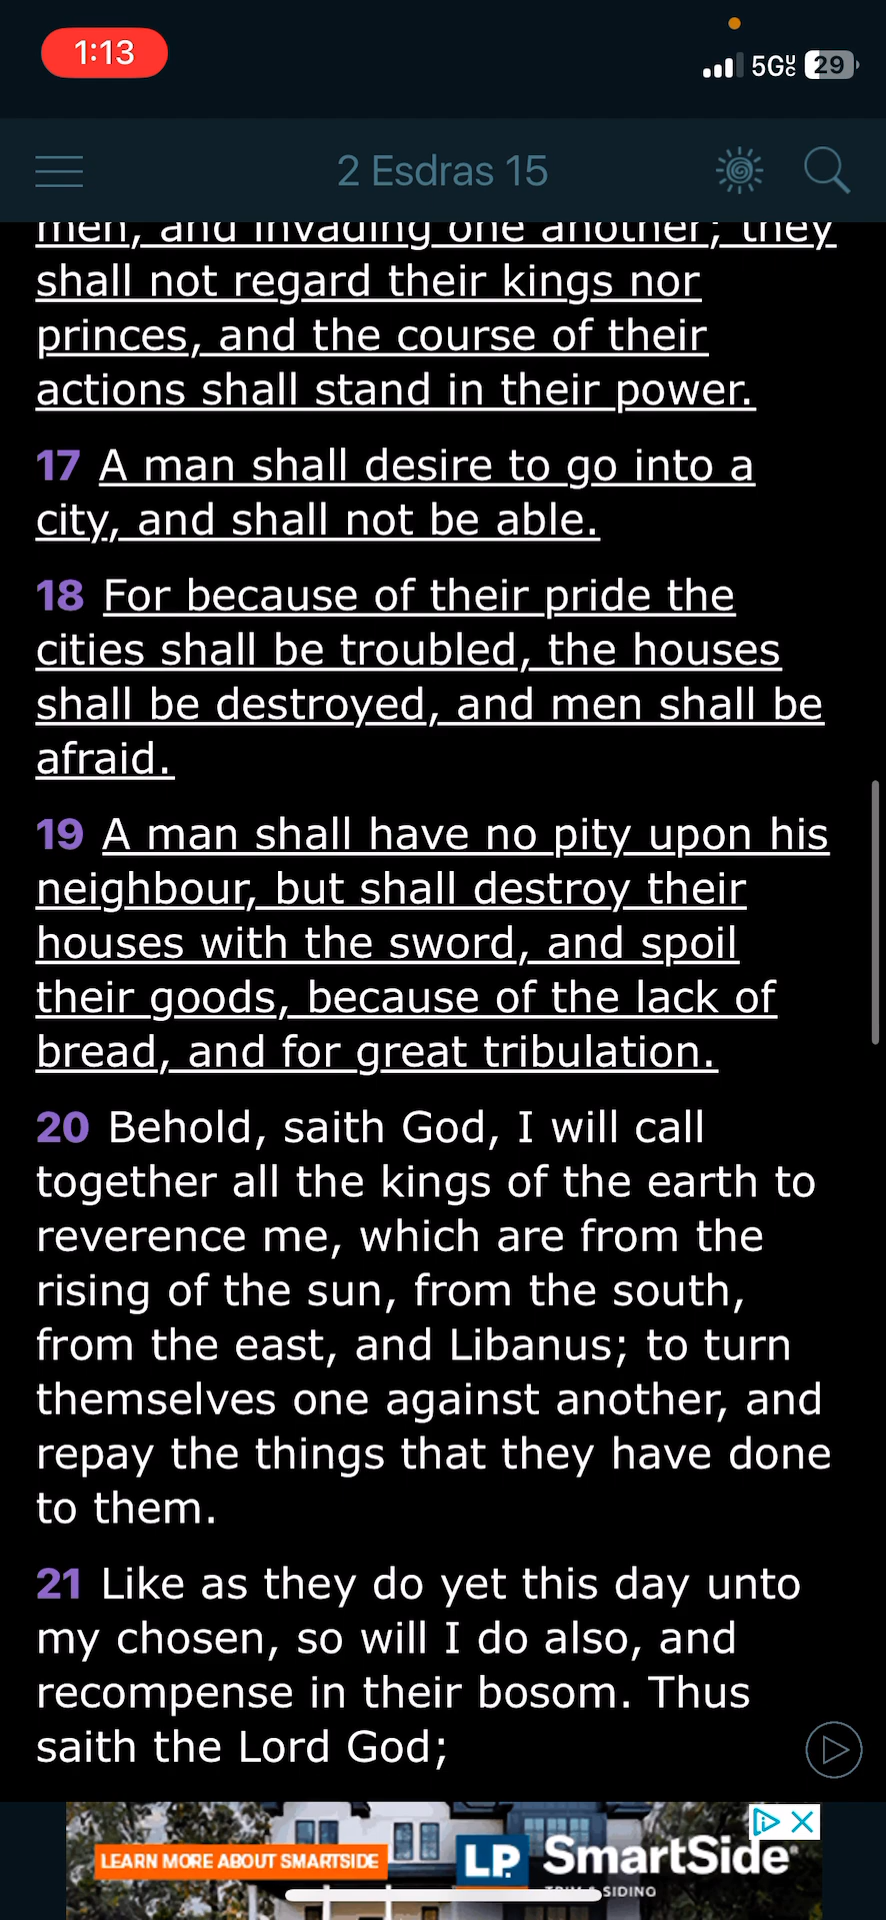 1:13
5GUC 29
2 Esdras 15
men, and invading one another; they
shall not regard their kings nor
princes, and the course of their
actions shall stand in their power.
17 A man shall desire to go into a
city, and shall not be able.
18 For because of their pride the
cities shall be troubled, the houses
shall be destroyed, and men shall be
afraid.
19 A man shall have no pity upon his
neighbour, but shall destroy their
houses with the sword, and spoil
their goods, because of the lack of
bread, and for great tribulation.
20 Behold, saith God, I will call
together all the kings of the earth to
reverence me, which are from the
rising of the sun, from the south,
from the east, and Libanus; to turn
themselves one against another, and
repay the things that they have done
to them.
21 Like as they do yet this day unto
my chosen, so will I do also, and
recompense in their bosom. Thus
saith the Lord God;
LEARN MORE ABOUT SMARTSIDE
LP SmartSide
SIDING